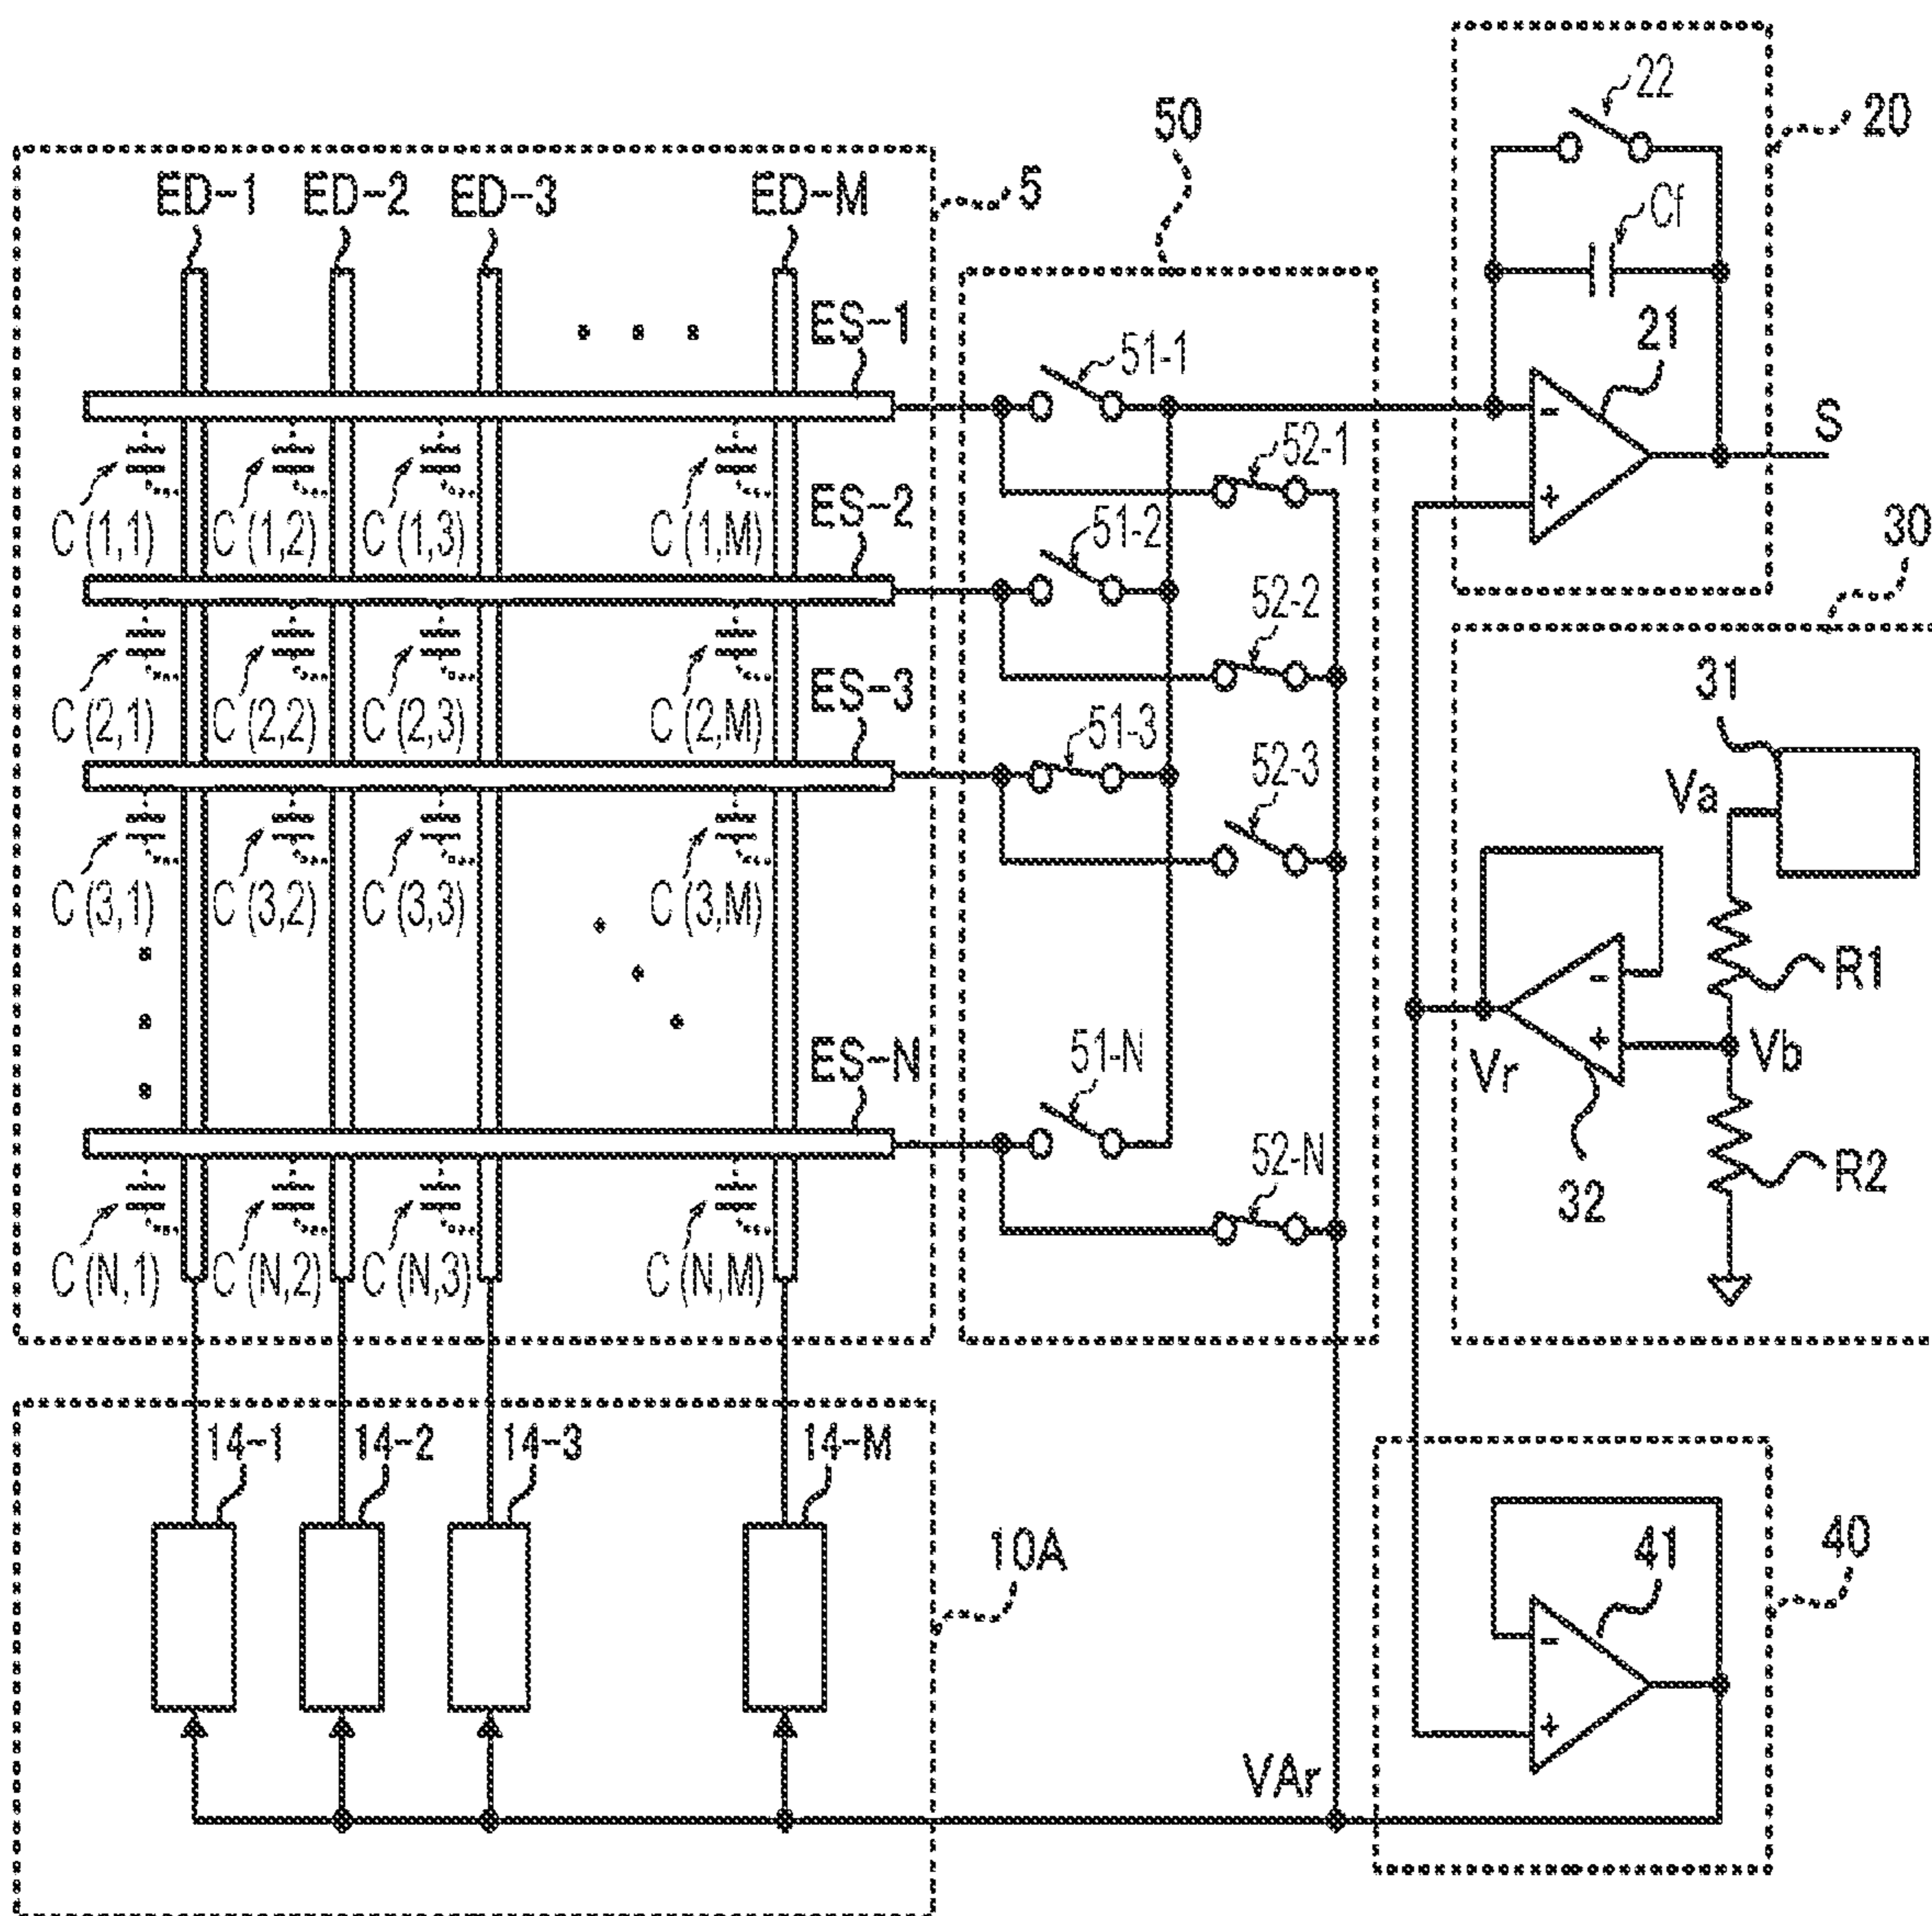 22
20
50
5
ED-1 ED-2 ED-3 ED-M
Cf
ES-1
21
51-1
S
52-1
C(1,1) C(1,2) C(1,3) C(1,M)
ES-2
51-2
30
52-2
31
C(2,1) C(2,2) C(2,3) C(2,M)
ES-3
51-3
52-3
Va
C(3,1) C(3,2) C(3,3) C(3,M)
R1
ES-N
51-N
Vr
Vb
52-N
32
R2
C(N,1) C(N,2) C(N,3) C(N,M)
14-1 14-2 14-3 14-M
10A
41
40
VAr
- +
- +
- +